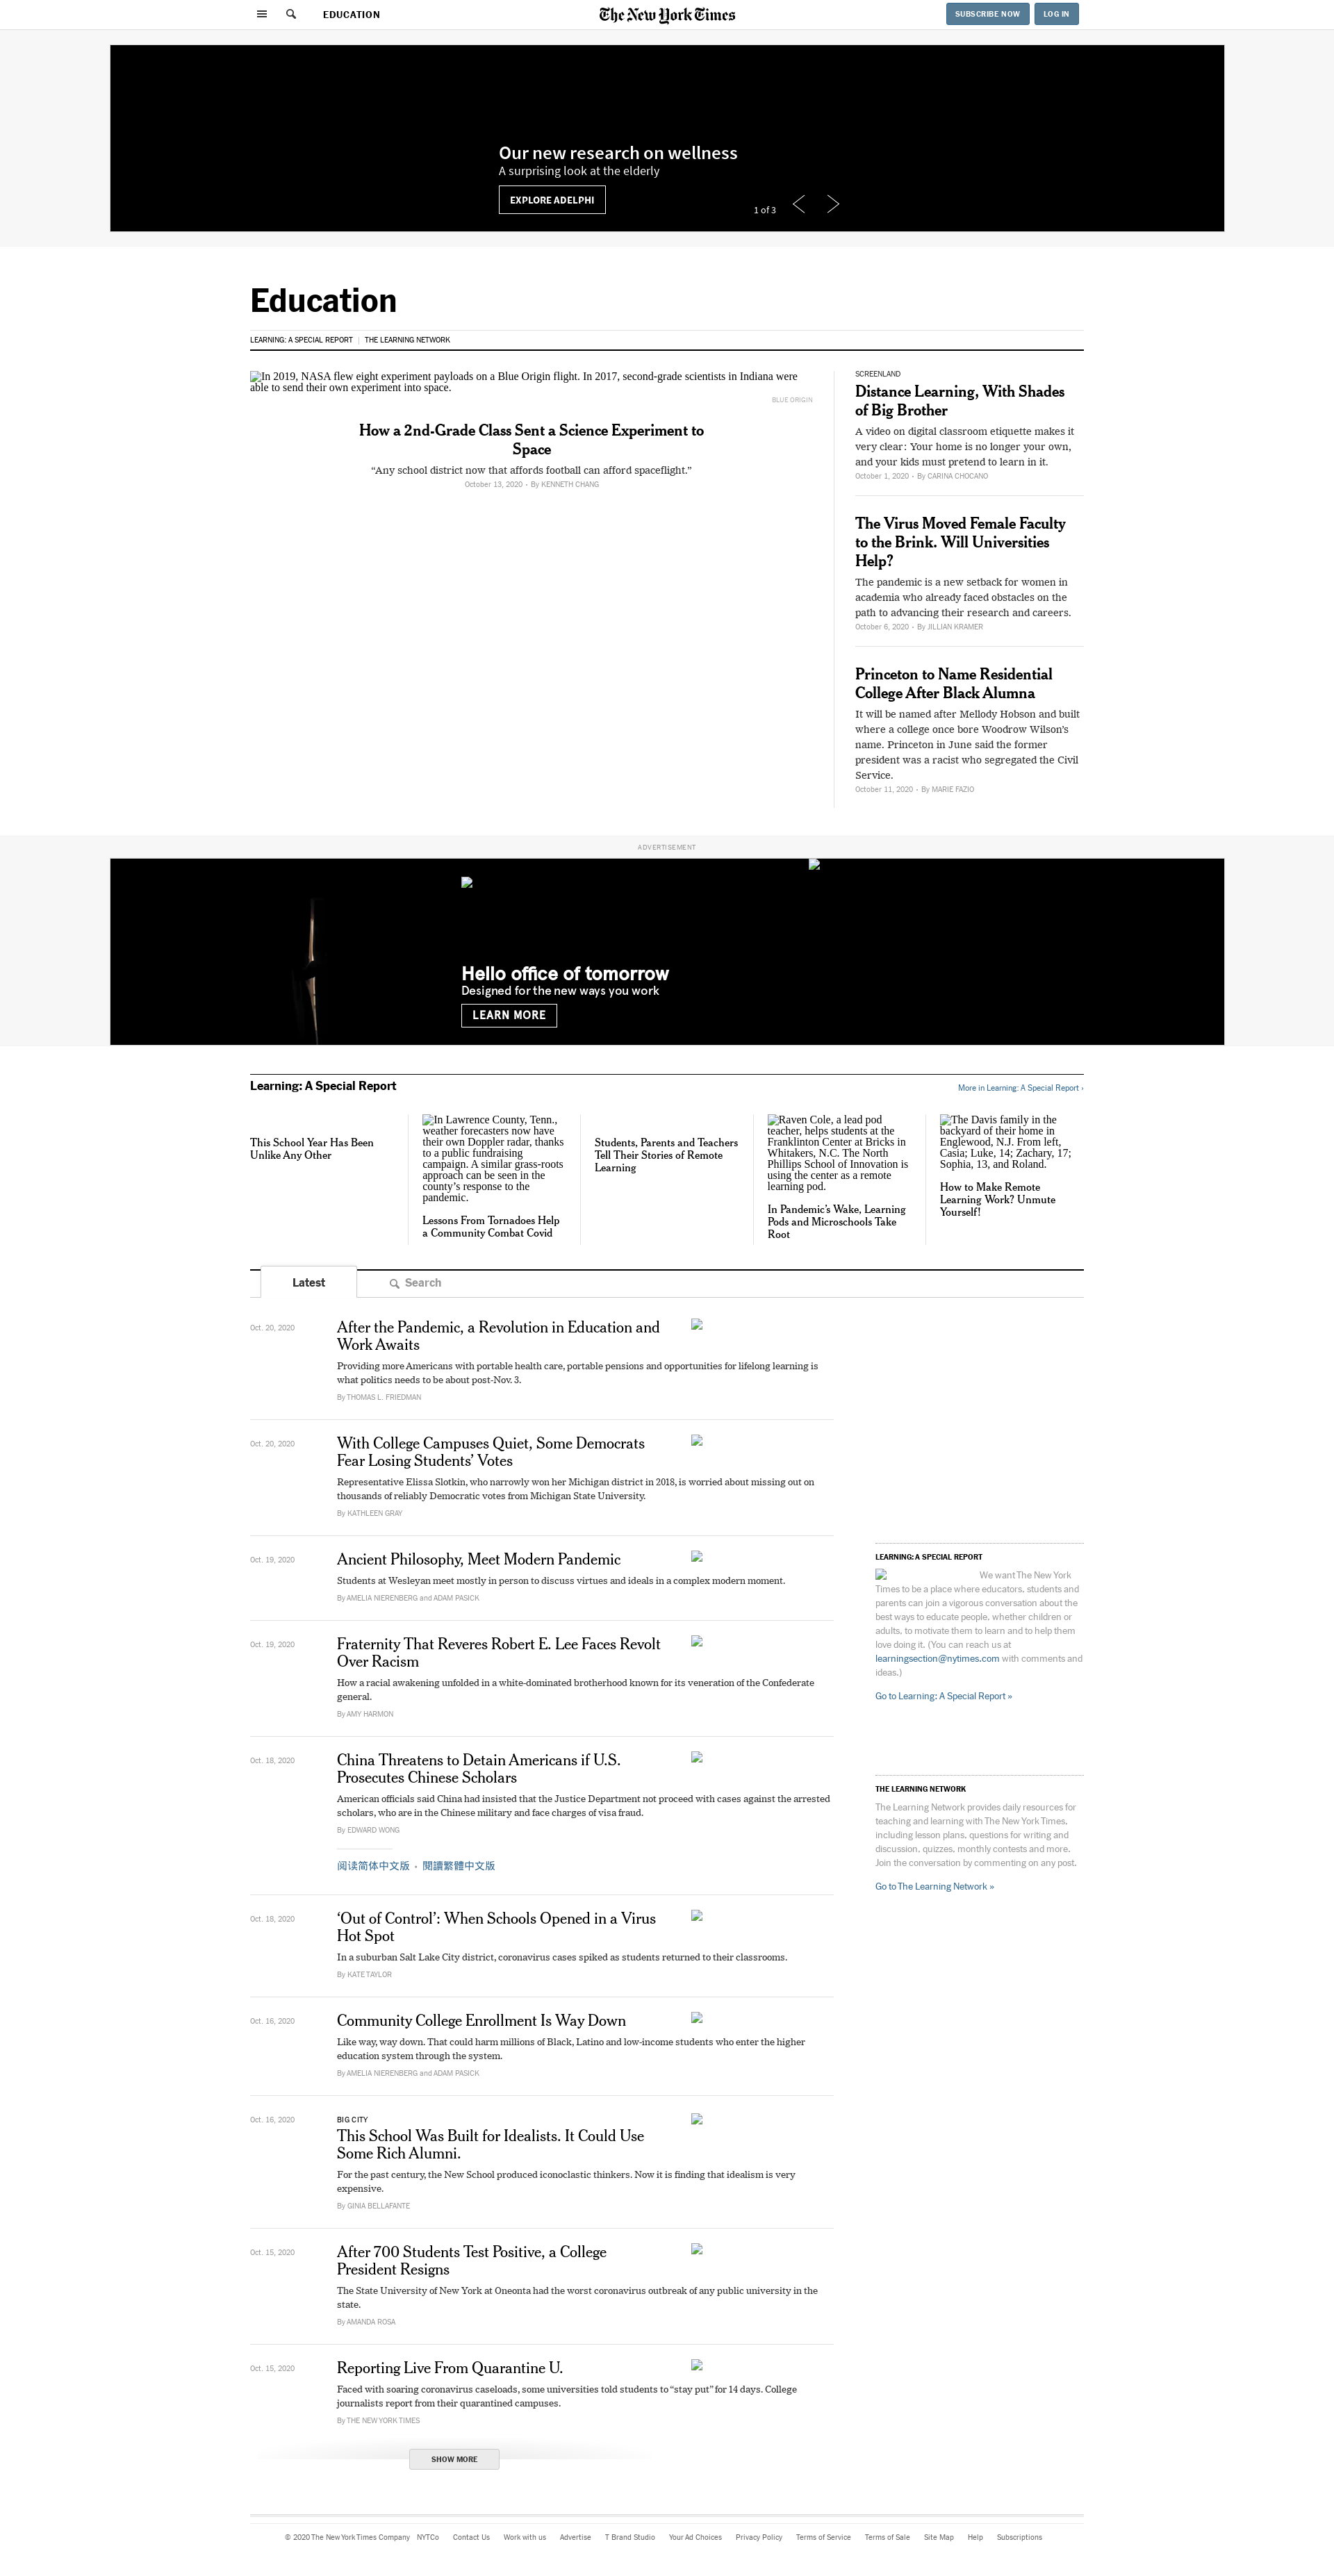 EDUCATION
The New York Times
SUBSCRIBE NOW
LOG IN
Our new research on wellness
A surprising look at the elderly
EXPLORE ADELPHI
1 of 3
Education
LEARNING: A SPECIAL REPORT | THE LEARNING NETWORK
In 2019, NASA flew eight experiment payloads on a Blue Origin flight. In 2017, second-grade scientists in Indiana were
able to send their own experiment into space.
BLUE ORIGIN
How a 2nd-Grade Class Sent a Science Experiment to
Space
“Any school district now that affords football can afford spaceflight.”
October 13, 2020 - By KENNETH CHANG
SCREENLAND
Distance Learning, With Shades
of Big Brother
A video on digital classroom etiquette makes it
very clear: Your home is no longer your own,
and your kids must pretend to learn in it.
October 1, 2020 - By CARINA CHOCANO
The Virus Moved Female Faculty
to the Brink. Will Universities
Help?
The pandemic is a new setback for women in
academia who already faced obstacles on the
path to advancing their research and careers.
October 6, 2020 - By JILLIAN KRAMER
Princeton to Name Residential
College After Black Alumna
It will be named after Mellody Hobson and built
where a college once bore Woodrow Wilson’s
name. Princeton in June said the former
president was a racist who segregated the Civil
Service.
October 11, 2020 - By MARIE FAZIO
ADVERTISEMENT
Hello office of tomorrow
Designed for the new ways you work
LEARN MORE
Learning: A Special Report
More in Learning: A Special Report ›
This School Year Has Been
Unlike Any Other
In Lawrence County, Tenn.,
weather forecasters now have
their own Doppler radar, thanks
to a public fundraising
campaign. A similar grass-roots
approach can be seen in the
county’s response to the
pandemic.
Lessons From Tornadoes Help
a Community Combat Covid
Students, Parents and Teachers
Tell Their Stories of Remote
Learning
Raven Cole, a lead pod
teacher, helps students at the
Franklinton Center at Bricks in
Whitakers, N.C. The North
Phillips School of Innovation is
using the center as a remote
learning pod.
In Pandemic’s Wake, Learning
Pods and Microschools Take
Root
The Davis family in the
backyard of their home in
Englewood, N.J. From left,
Casia; Luke, 14; Zachary, 17;
Sophia, 13, and Roland.
How to Make Remote
Learning Work? Unmute
Yourself!
Latest
Search
Oct. 20, 2020
After the Pandemic, a Revolution in Education and
Work Awaits
Providing more Americans with portable health care, portable pensions and opportunities for lifelong learning is
what politics needs to be about post-Nov. 3.
By THOMAS L. FRIEDMAN
Oct. 20, 2020
With College Campuses Quiet, Some Democrats
Fear Losing Students’ Votes
Representative Elissa Slotkin, who narrowly won her Michigan district in 2018, is worried about missing out on
thousands of reliably Democratic votes from Michigan State University.
By KATHLEEN GRAY
Oct. 19, 2020
Ancient Philosophy, Meet Modern Pandemic
Students at Wesleyan meet mostly in person to discuss virtues and ideals in a complex modern moment.
By AMELIA NIERENBERG and ADAM PASICK
Oct. 19, 2020
Fraternity That Reveres Robert E. Lee Faces Revolt
Over Racism
How a racial awakening unfolded in a white-dominated brotherhood known for its veneration of the Confederate
general.
By AMY HARMON
Oct. 18, 2020
China Threatens to Detain Americans if U.S.
Prosecutes Chinese Scholars
American officials said China had insisted that the Justice Department not proceed with cases against the arrested
scholars, who are in the Chinese military and face charges of visa fraud.
By EDWARD WONG
阅读简体中文版 · 閱讀繁體中文版
Oct. 18, 2020
‘Out of Control’: When Schools Opened in a Virus
Hot Spot
In a suburban Salt Lake City district, coronavirus cases spiked as students returned to their classrooms.
By KATE TAYLOR
Oct. 16, 2020
Community College Enrollment Is Way Down
Like way, way down. That could harm millions of Black, Latino and low-income students who enter the higher
education system through the system.
By AMELIA NIERENBERG and ADAM PASICK
Oct. 16, 2020
BIG CITY
This School Was Built for Idealists. It Could Use
Some Rich Alumni.
For the past century, the New School produced iconoclastic thinkers. Now it is finding that idealism is very
expensive.
By GINIA BELLAFANTE
Oct. 15, 2020
After 700 Students Test Positive, a College
President Resigns
The State University of New York at Oneonta had the worst coronavirus outbreak of any public university in the
state.
By AMANDA ROSA
Oct. 15, 2020
Reporting Live From Quarantine U.
Faced with soaring coronavirus caseloads, some universities told students to “stay put” for 14 days. College
journalists report from their quarantined campuses.
By THE NEW YORK TIMES
SHOW MORE
LEARNING: A SPECIAL REPORT
We want The New York
Times to be a place where educators, students and
parents can join a vigorous conversation about the
best ways to educate people, whether children or
adults, to motivate them to learn and to help them
love doing it. (You can reach us at
learningsection@nytimes.com with comments and
ideas.)
Go to Learning: A Special Report »
THE LEARNING NETWORK
The Learning Network provides daily resources for
teaching and learning with The New York Times,
including lesson plans, questions for writing and
discussion, quizzes, monthly contests and more.
Join the conversation by commenting on any post.
Go to The Learning Network »
© 2020 The New York Times Company NYTCo Contact Us Work with us Advertise T Brand Studio Your Ad Choices Privacy Policy Terms of Service Terms of Sale Site Map Help Subscriptions